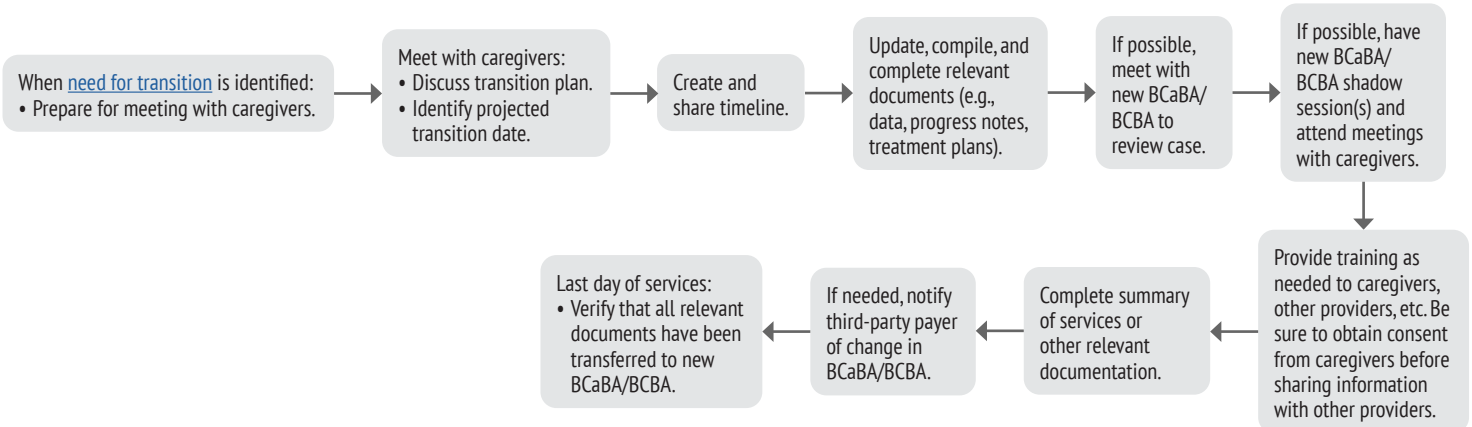 When need for transition is identified:
• Prepare for meeting with caregivers.
Meet with caregivers:
• Discuss transition plan.
• Identify projected
transition date.
Create and
share timeline.
Update, compile, and
complete relevant
documents (e.g.,
data, progress notes,
treatment plans).
If possible,
meet with
new BCaBA/
BCBA to
review case.
If possible, have
new BCaBA/
BCBA shadow
session(s) and
attend meetings
with caregivers.
Provide training as
needed to caregivers,
other providers, etc. Be
sure to obtain consent
from caregivers before
sharing information
with other providers.
Complete summary
of services or
other relevant
documentation.
If needed, notify
third-party payer
of change in
BCaBA/BCBA.
Last day of services:
• Verify that all relevant
documents have been
transferred to new
BCaBA/BCBA.